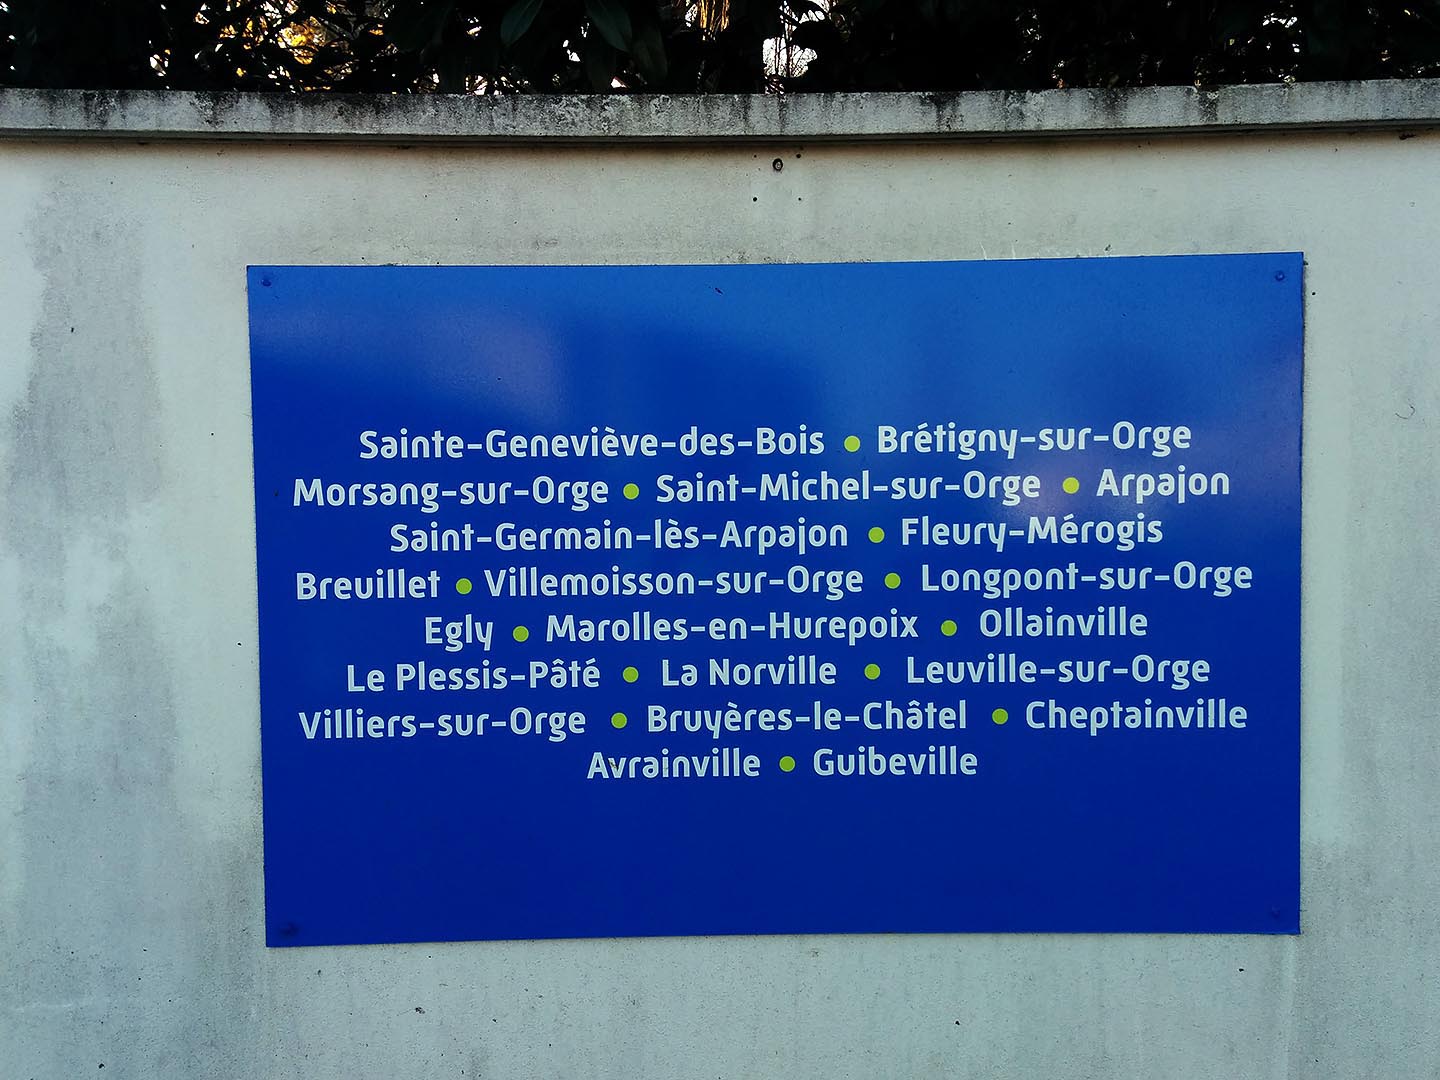 Sainte-Geneviève-des-Bois • Brétigny-sur-Orge
Morsang-sur-Orge • Saint-Michel-sur-Orge • Arpajon
Saint-Germain-lès-Arpajon • Fleury-Mérogis
Breuillet • Villemoisson-sur-Orge • Longpont-sur-Orge
Egly • Marolles-en-Hurepoix • Ollainville
Le Plessis-Pâté • La Norville • Leuville-sur-Orge
Villiers-sur-Orge • Bruyères-le-Châtel • Cheptainville
Avrainville • Guibeville